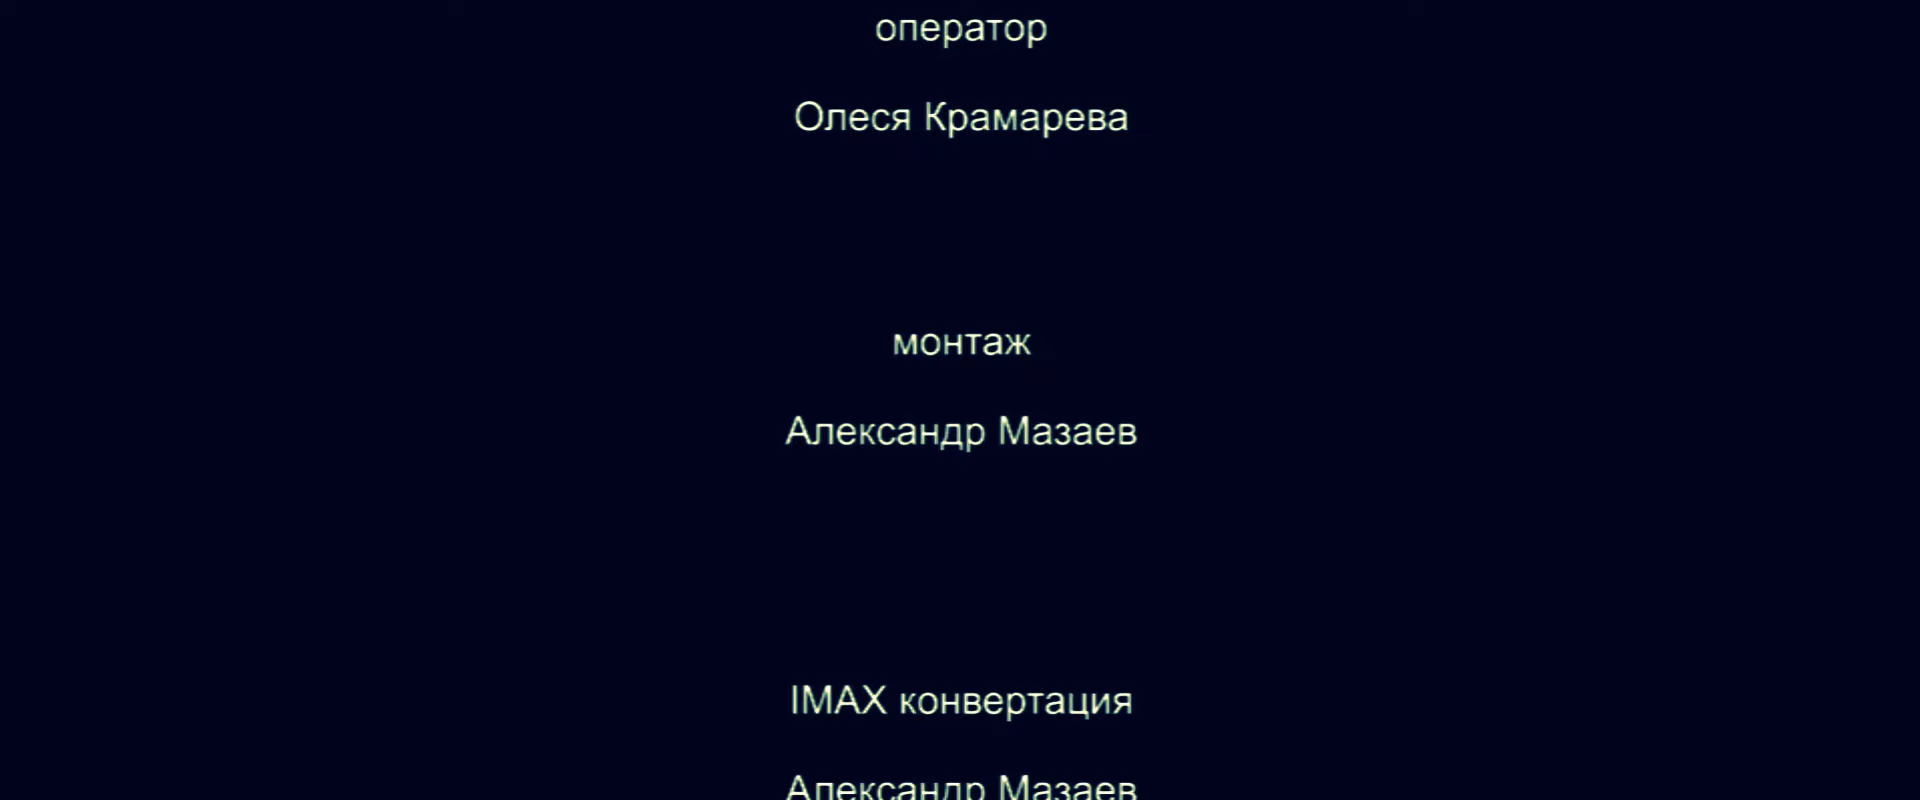 оператор
Олеся Крамарева
монтаж
Александр Мазаев
IMAX конвертация
Александр Мазаев